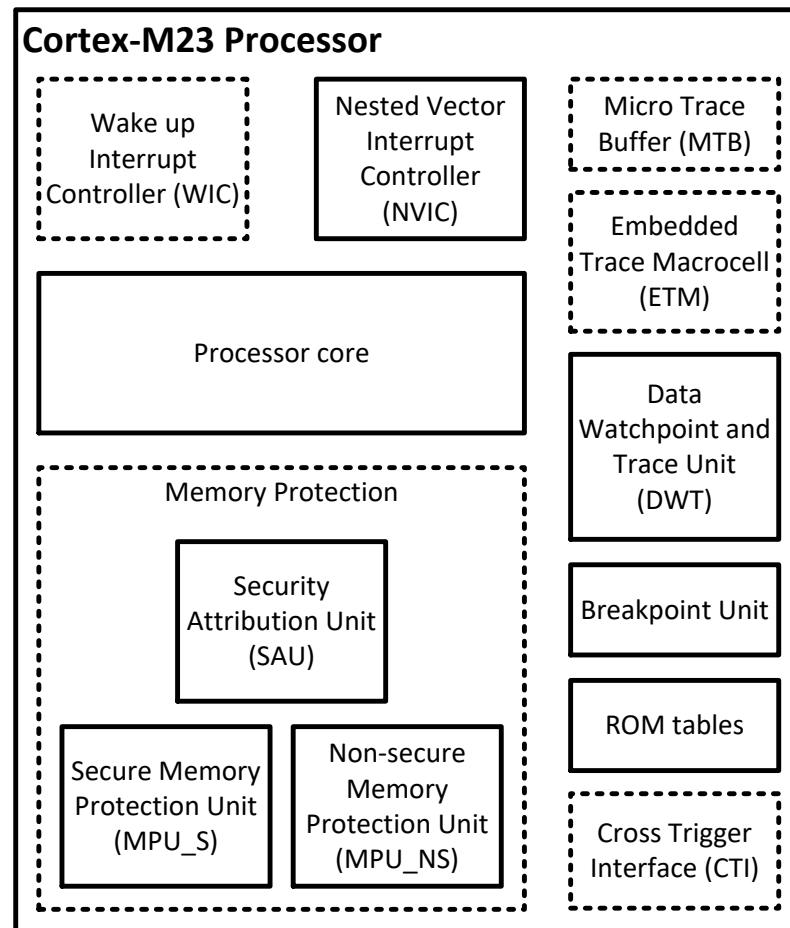 Cortex-M23 Processor
Wake up
Interrupt
Controller (WIC)
Nested Vector
Interrupt
Controller
(NVIC)
Micro Trace
Buffer (MTB)
Embedded
Trace Macrocell
(ETM)
Processor core
Data
Watchpoint and
Trace Unit
(DWT)
Memory Protection
Security
Attribution Unit
(SAU)
Breakpoint Unit
ROM tables
Secure Memory
Protection Unit
(MPU_S)
Non-secure
Memory
Protection Unit
(MPU_NS)
Cross Trigger
Interface (CTI)